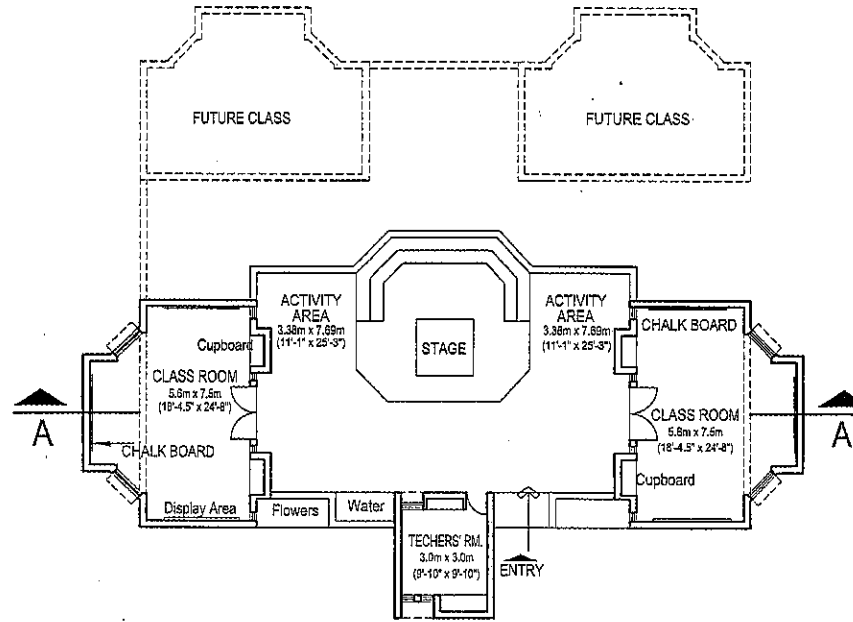 FUTURE CLASS
FUTURE CLASS
ACTIVITY
AREA
3.38m x 7.69m
(11'-1" x 25'-3")
ACTIVITY
AREA
3.38m x 7.69m
(11'-1" x 25'-3")
STAGE
Cupboard
CHALK BOARD
CLASS ROOM
5.6m x 7.5m
(18'-4.5" x 24'-8")
CLASS ROOM
5.6m x 7.5m
(18'-4.5" x 24'-8")
A
A
CHALK BOARD
Cupboard
Display Area
Flowers
Water
TECHERS' RM.
3.0m x 3.0m
(9'-10" x 9'-10")
ENTRY